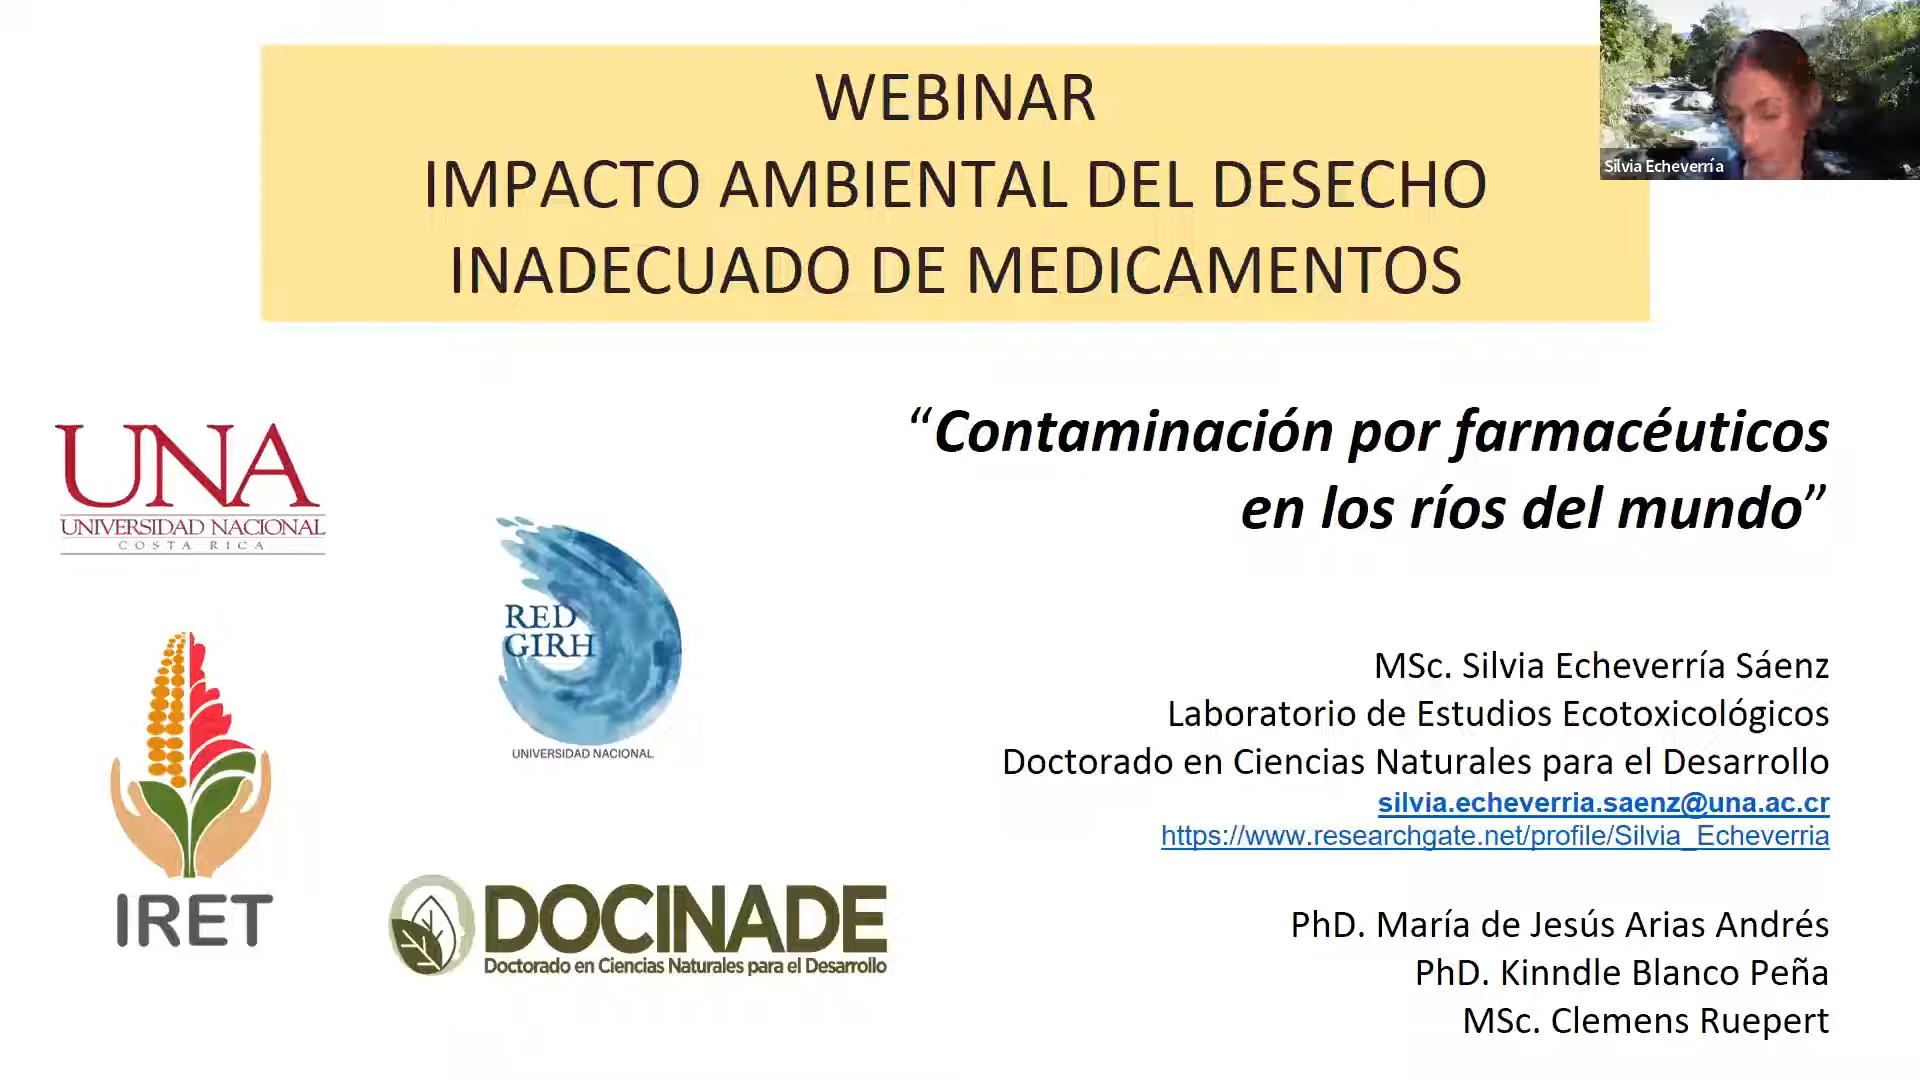 WEBINAR
IMPACTO AMBIENTAL DEL DESECHO
INADECUADO DE MEDICAMENTOS
Silvia Echeverría
“Contaminación por farmacéuticos
en los ríos del mundo”
UNA
UNIVERSIDAD NACIONAL
COSTA RICA
RED
GIRH
UNIVERSIDAD NACIONAL
IRET
DOCINADE
Doctorado en Ciencias Naturales para el Desarrollo
MSc. Silvia Echeverría Sáenz
Laboratorio de Estudios Ecotoxicológicos
Doctorado en Ciencias Naturales para el Desarrollo
silvia.echeverria.saenz@una.ac.cr
https://www.researchgate.net/profile/Silvia_Echeverria
PhD. María de Jesús Arias Andrés
PhD. Kinndle Blanco Peña
MSc. Clemens Ruepert